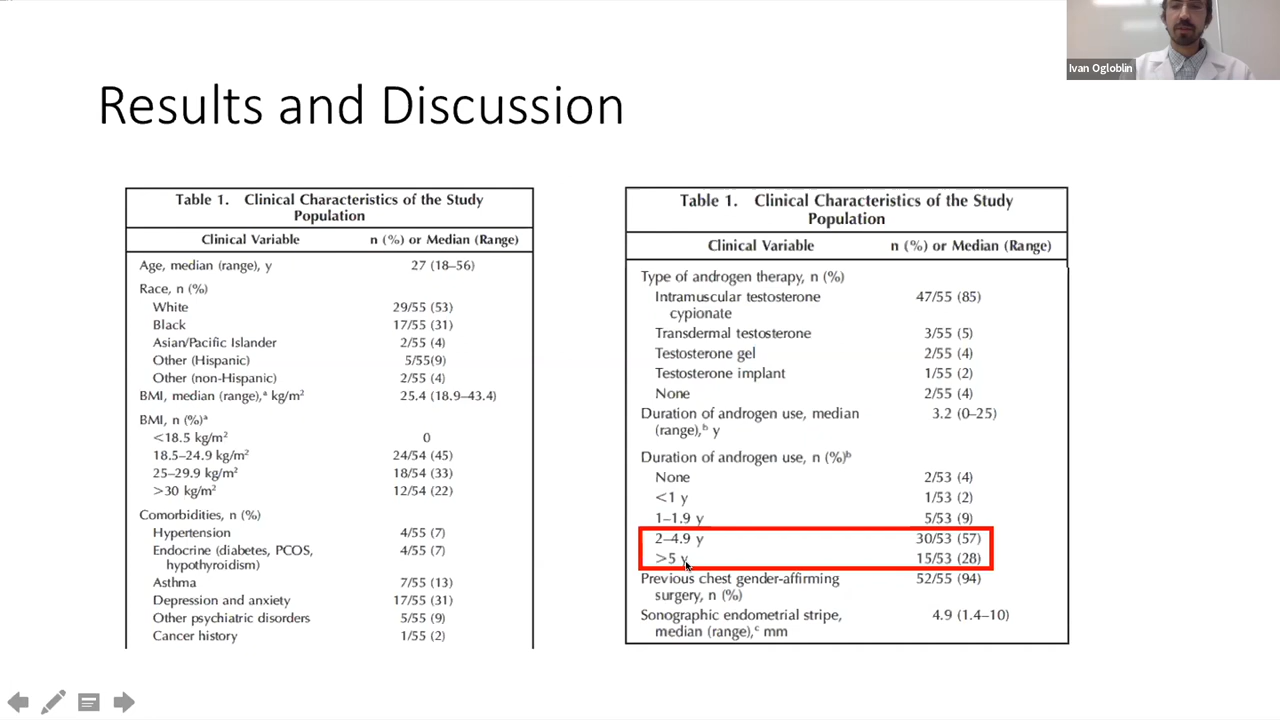 Ivan Ogloblin
Results and Discussion
Table 1. Clinical Characteristics of the Study
Population
Clinical Variable n (%) or Median (Range)
Age, median (range), y 27 (18–56)
Race, n (%)
White 29/55 (53)
Black 17/55 (31)
Asian/Pacific Islander 2/55 (4)
Other (Hispanic) 5/55(9)
Other (non-Hispanic) 2/55 (4)
BMI, median (range),ᵃ kg/m² 25.4 (18.9–43.4)
BMI, n (%)ᵃ
<18.5 kg/m² 0
18.5–24.9 kg/m² 24/54 (45)
25–29.9 kg/m² 18/54 (33)
>30 kg/m² 12/54 (22)
Comorbidities, n (%)
Hypertension 4/55 (7)
Endocrine (diabetes, PCOS, 4/55 (7)
hypothyroidism)
Asthma 7/55 (13)
Depression and anxiety 17/55 (31)
Other psychiatric disorders 5/55 (9)
Cancer history 1/55 (2)
Table 1. Clinical Characteristics of the Study
Population
Clinical Variable n (%) or Median (Range)
Type of androgen therapy, n (%)
Intramuscular testosterone 47/55 (85)
cypionate
Transdermal testosterone 3/55 (5)
Testosterone gel 2/55 (4)
Testosterone implant 1/55 (2)
None 2/55 (4)
Duration of androgen use, median 3.2 (0–25)
(range),ᵇ y
Duration of androgen use, n (%)ᵇ
None 2/53 (4)
<1 y 1/53 (2)
1–1.9 y 5/53 (9)
2–4.9 y 30/53 (57)
>5 y 15/53 (28)
Previous chest gender-affirming 52/55 (94)
surgery, n (%)
Sonographic endometrial stripe, 4.9 (1.4–10)
median (range),ᶜ mm